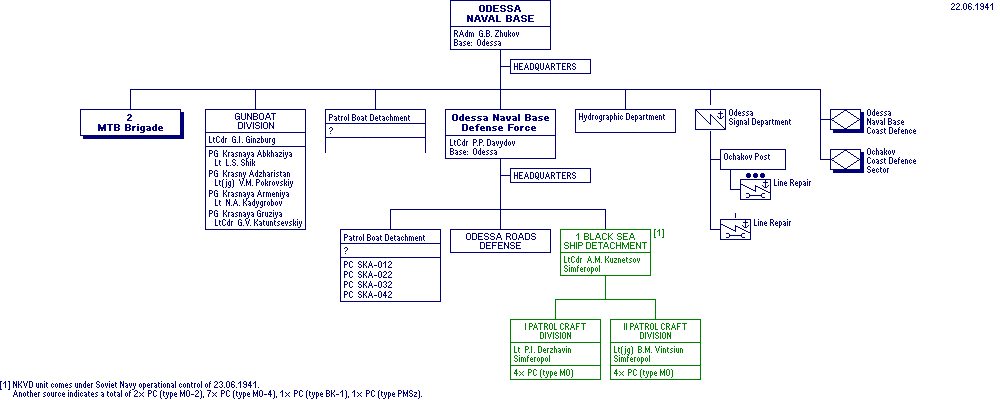 22.06.1941
ODESSA
NAVAL BASE
RAdm G.B. Zhukov
Base: Odessa
HEADQUARTERS
2
MTB Brigade
GUNBOAT
DIVISION
LtCdr G.I. Ginzburg
PG Krasnaya Abkhaziya
Lt L.S. Shik
PG Krasny Adzharistan
Lt(jg) V.M. Pokrovskiy
PG Krasnaya Armeniya
Lt N.A. Kadygrobov
PG Krasnaya Gruziya
LtCdr G.V. Katuntsevskiy
Patrol Boat Detachment
?
Odessa Naval Base
Defense Force
LtCdr P.P. Davydov
Base: Odessa
HEADQUARTERS
Hydrographic Department
Odessa
Signal Department
Ochakov Post
Line Repair
Line Repair
Odessa
Naval Base
Coast Defence
Ochakov
Coast Defence
Sector
Patrol Boat Detachment
?
PC SKA-012
PC SKA-022
PC SKA-032
PC SKA-042
ODESSA ROADS
DEFENSE
1 BLACK SEA
SHIP DETACHMENT
[1]
LtCdr A.M. Kuznetsov
Simferopol
I PATROL CRAFT
DIVISION
Lt P.I. Derzhavin
Simferopol
4× PC (type MO)
II PATROL CRAFT
DIVISION
Lt(jg) B.M. Vintsiun
Simferopol
4× PC (type MO)
[1] NKVD unit comes under Soviet Navy operational control of 23.06.1941.
Another source indicates a total of 2× PC (type MO-2), 7× PC (type MO-4), 1× PC (type BK-1), 1× PC (type PMSz).